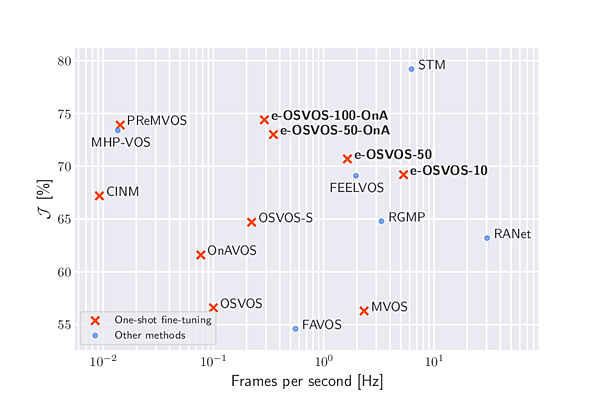 80
STM
75
e-OSVOS-100-OnA
PReMVOS
e-OSVOS-50-OnA
MHP-VOS
e-OSVOS-50
70
e-OSVOS-10
FEELVOS
CINM
J [%]
65
OSVOS-S
RGMP
RANet
OnAVOS
60
OSVOS
MVOS
One-shot fine-tuning
55
FAVOS
Other methods
10⁻² 10⁻¹ 10⁰ 10¹
Frames per second [Hz]